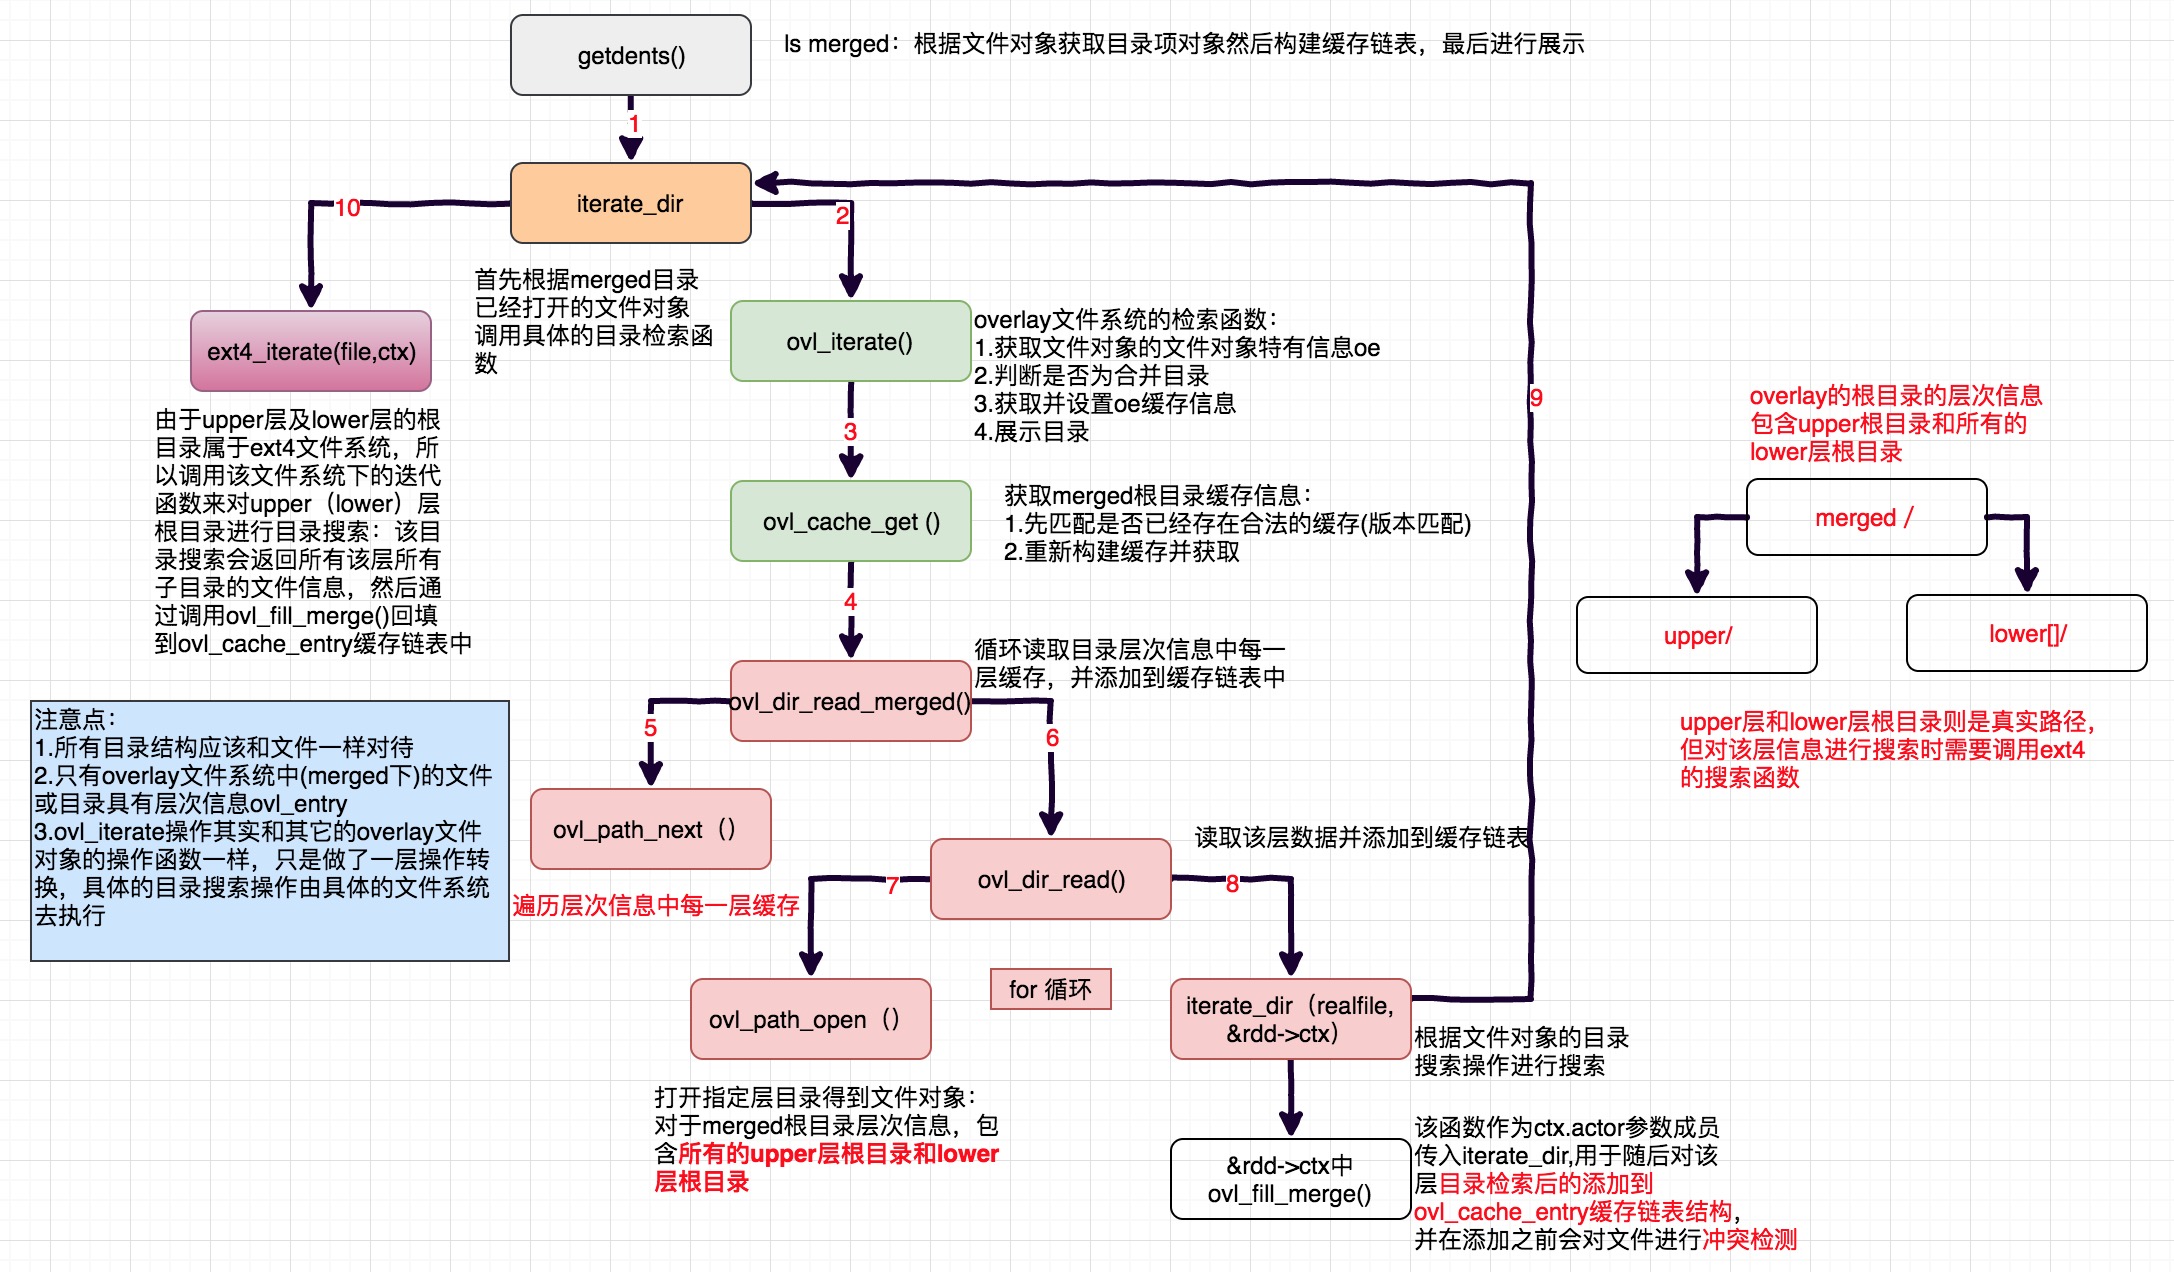 getdents()
ls merged：根据文件对象获取目录项对象然后构建缓存链表，最后进行展示
1
iterate_dir
10
2
首先根据merged目录
已经打开的文件对象
调用具体的目录检索函
数
ext4_iterate(file,ctx)
ovl_iterate()
overlay文件系统的检索函数：
1.获取文件对象的文件对象特有信息oe
2.判断是否为合并目录
3.获取并设置oe缓存信息
4.展示目录
9
overlay的根目录的层次信息
包含upper根目录和所有的
lower层根目录
由于upper层及lower层的根
目录属于ext4文件系统，所
以调用该文件系统下的迭代
函数来对upper（lower）层
根目录进行目录搜索：该目
录搜索会返回所有该层所有
子目录的文件信息，然后通
过调用ovl_fill_merge()回填
到ovl_cache_entry缓存链表中
3
ovl_cache_get ()
获取merged根目录缓存信息：
1.先匹配是否已经存在合法的缓存(版本匹配)
2.重新构建缓存并获取
merged /
upper/
lower[]/
4
循环读取目录层次信息中每一
层缓存，并添加到缓存链表中
ovl_dir_read_merged()
5
6
upper层和lower层根目录则是真实路径，
但对该层信息进行搜索时需要调用ext4
的搜索函数
注意点：
1.所有目录结构应该和文件一样对待
2.只有overlay文件系统中(merged下)的文件
或目录具有层次信息ovl_entry
3.ovl_iterate操作其实和其它的overlay文件
对象的操作函数一样，只是做了一层操作转
换，具体的目录搜索操作由具体的文件系统
去执行
ovl_path_next（）
遍历层次信息中每一层缓存
读取该层数据并添加到缓存链表
ovl_dir_read()
7
8
for 循环
ovl_path_open（）
iterate_dir（realfile,
&rdd->ctx）
根据文件对象的目录
搜索操作进行搜索
打开指定层目录得到文件对象：
对于merged根目录层次信息，包
含所有的upper层根目录和lower
层根目录
&rdd->ctx中
ovl_fill_merge()
该函数作为ctx.actor参数成员
传入iterate_dir,用于随后对该
层目录检索后的添加到
ovl_cache_entry缓存链表结构，
并在添加之前会对文件进行冲突检测